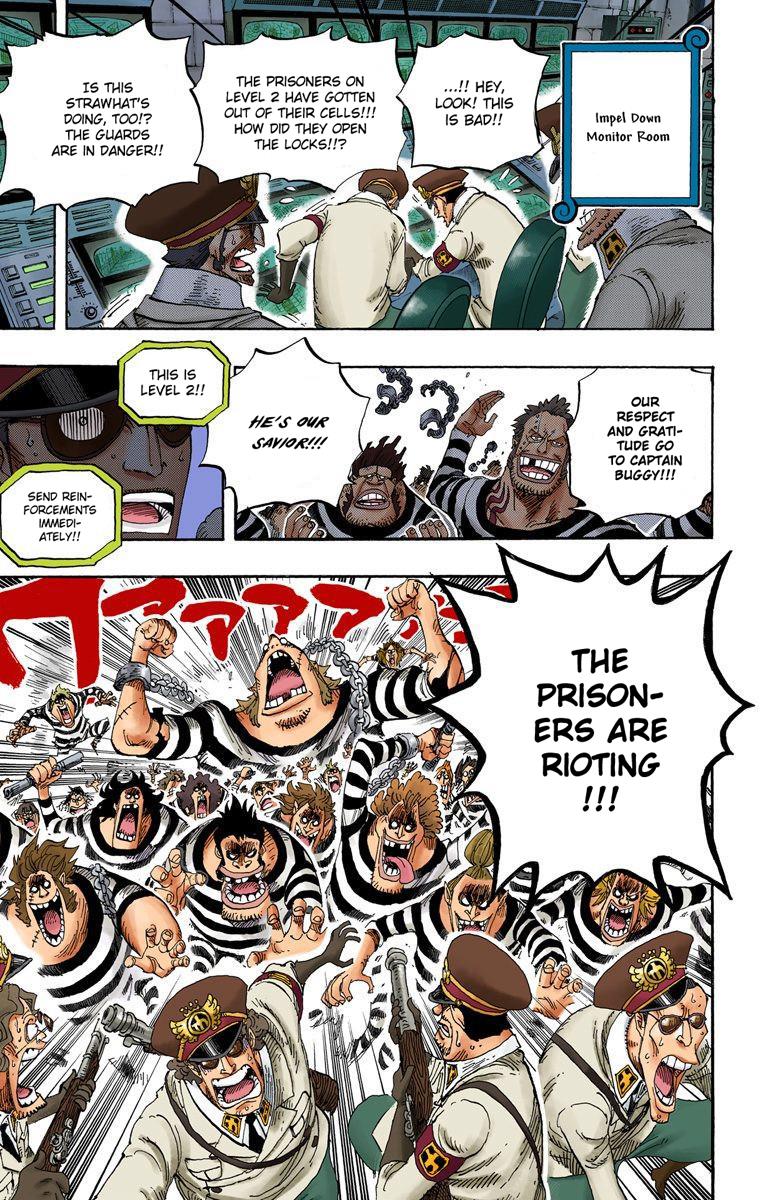 Impel Down
Monitor Room
...!! HEY,
LOOK! THIS
IS BAD!!
THE PRISONERS ON
LEVEL 2 HAVE GOTTEN
OUT OF THEIR CELLS!!!
HOW DID THEY OPEN
THE LOCKS!!?
IS THIS
STRAWHAT'S
DOING, TOO!?
THE GUARDS
ARE IN DANGER!!
OUR
RESPECT
AND GRATI-
TUDE GO
TO CAPTAIN
BUGGY!!!
HE'S OUR
SAVIOR!!!
THIS IS
LEVEL 2!!
SEND REIN-
FORCEMENTS
IMMEDI-
ATELY!!
THE
PRISON-
ERS ARE
RIOTING
!!!